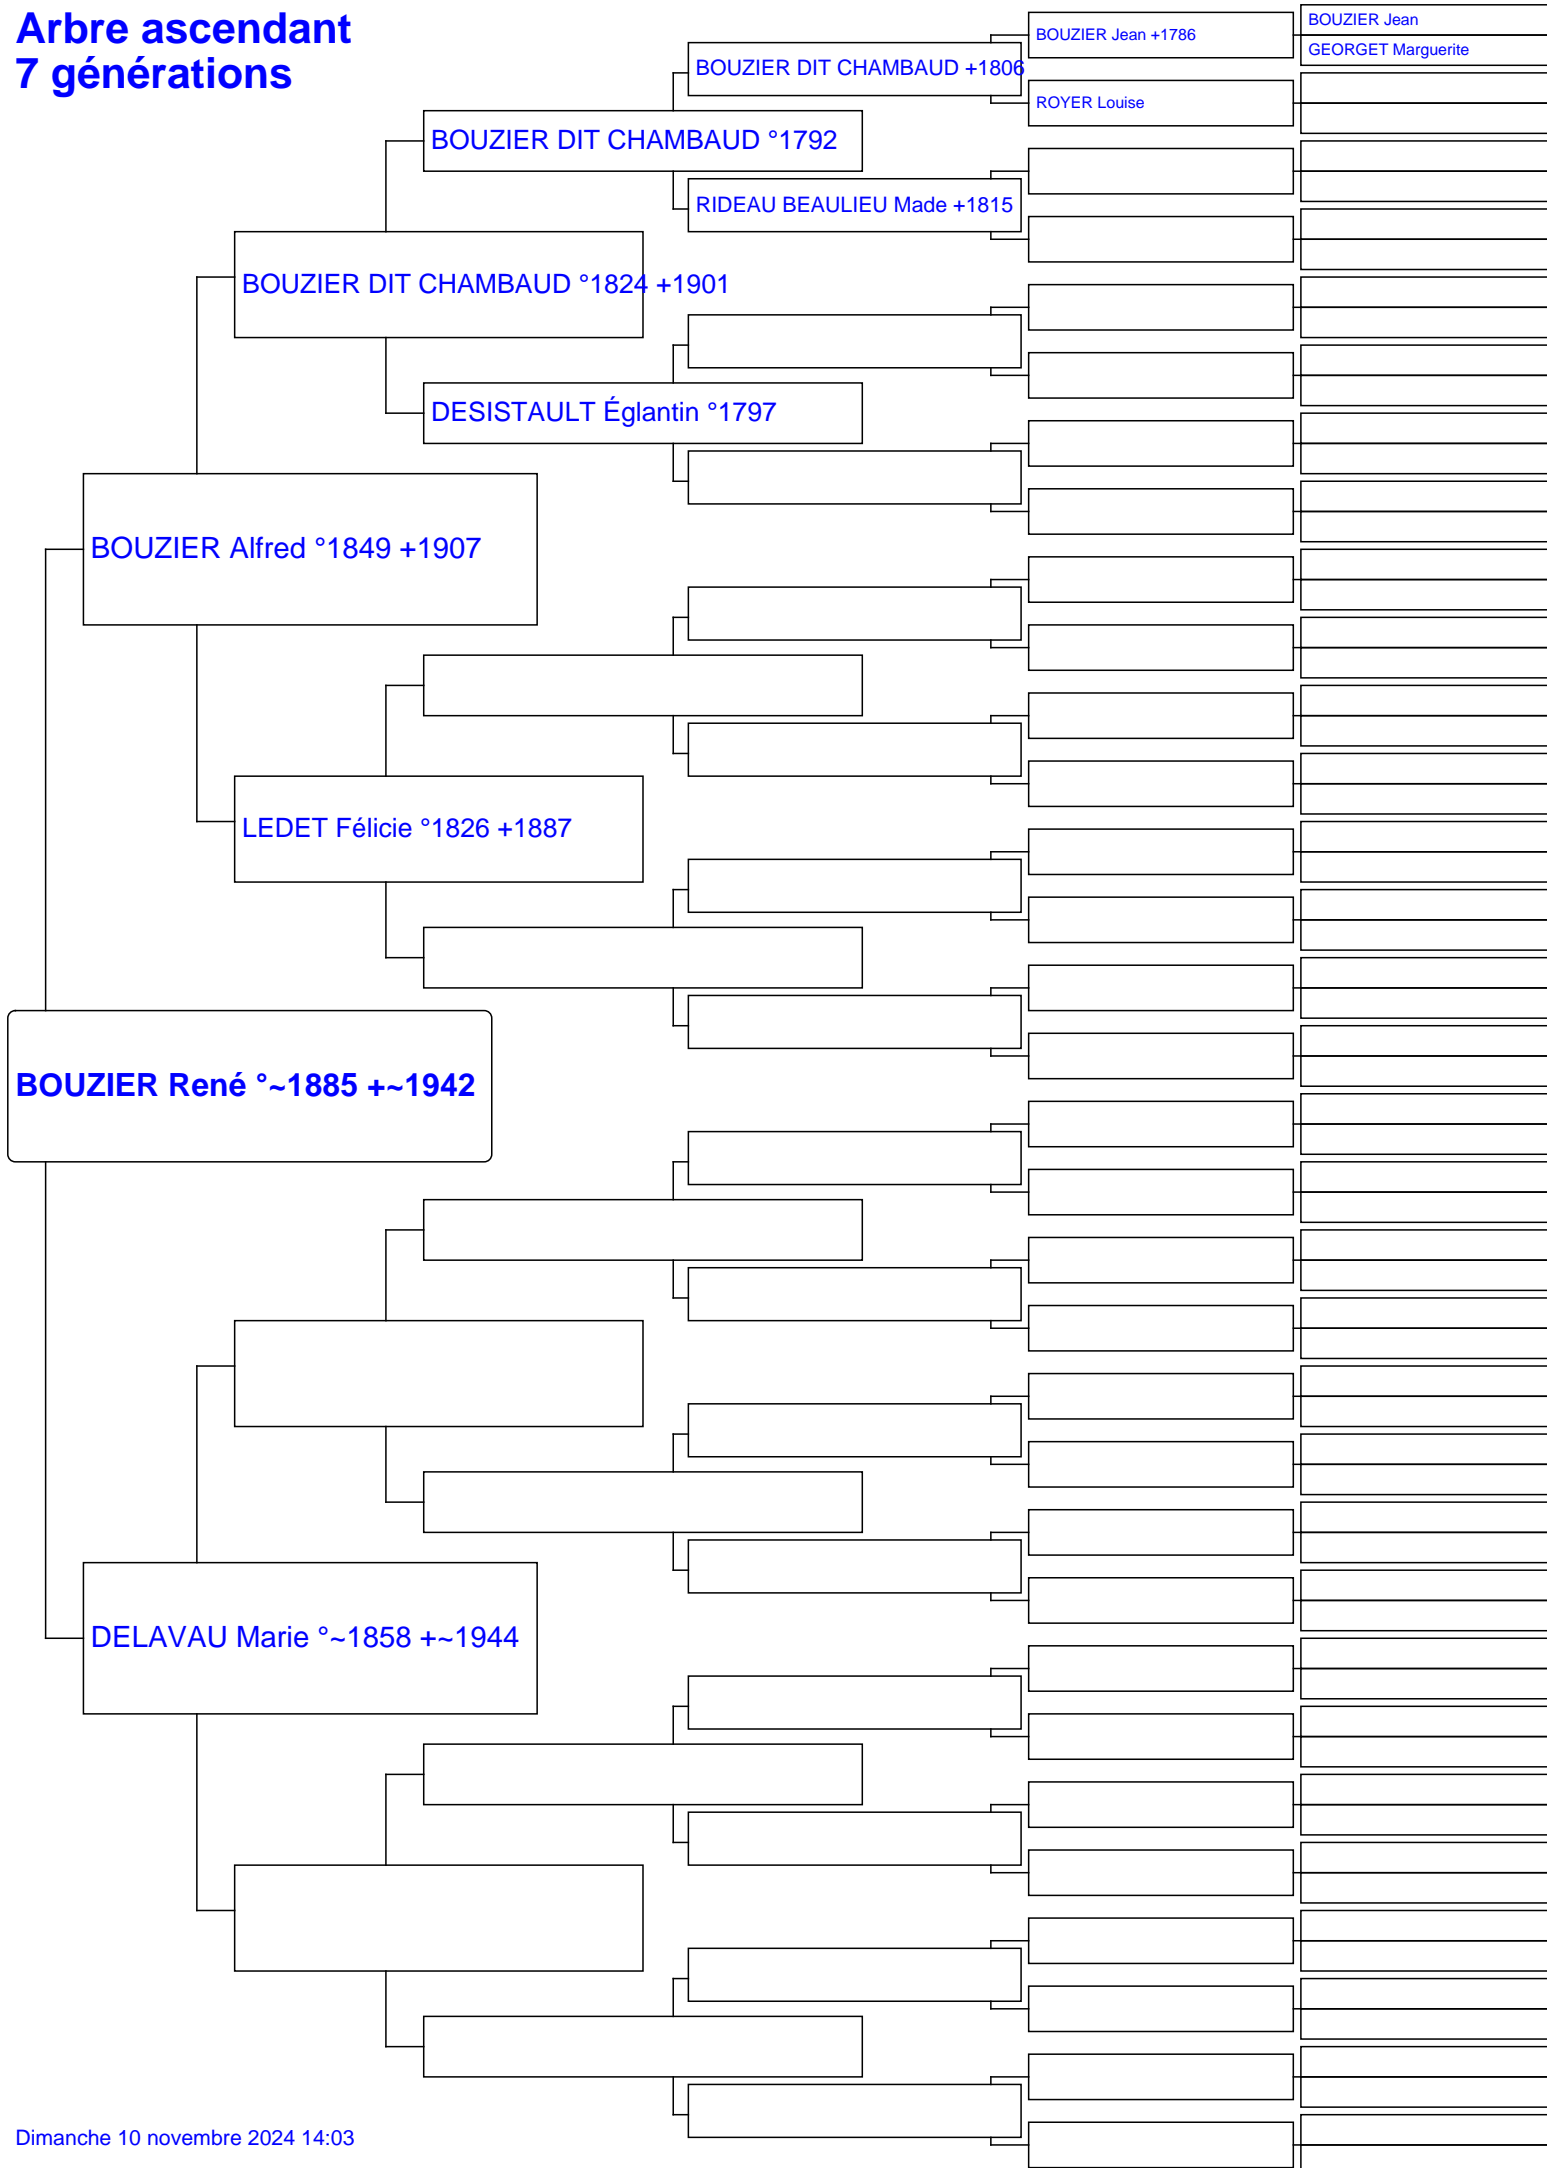 Arbre ascendant
7 générations
BOUZIER Jean +1786
BOUZIER Jean
GEORGET Marguerite
BOUZIER DIT CHAMBAUD +1806
ROYER Louise
BOUZIER DIT CHAMBAUD °1792
RIDEAU BEAULIEU Made +1815
BOUZIER DIT CHAMBAUD °1824 +1901
DESISTAULT Églantin °1797
BOUZIER Alfred °1849 +1907
LEDET Félicie °1826 +1887
BOUZIER René °~1885 +~1942
DELAVAU Marie °~1858 +~1944
Dimanche 10 novembre 2024 14:03